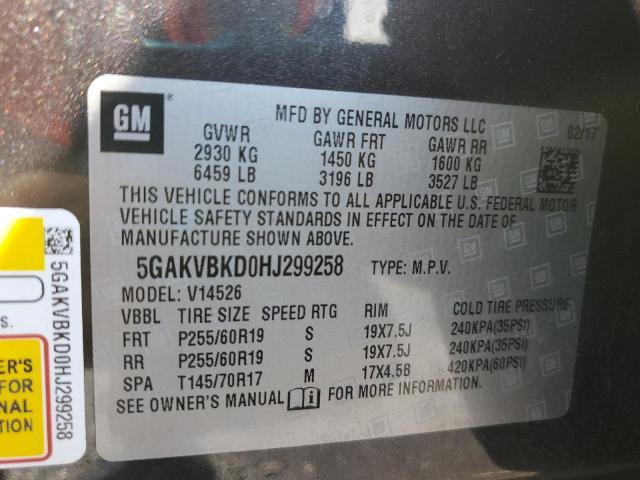 GM
MFD BY GENERAL MOTORS LLC
GVWR GAWR FRT GAWR RR 02/17
2930 KG 1450 KG 1600 KG
6459 LB 3196 LB 3527 LB
THIS VEHICLE CONFORMS TO ALL APPLICABLE U.S. FEDERAL MOTOR
VEHICLE SAFETY STANDARDS IN EFFECT ON THE DATE OF
MANUFACTURE SHOWN ABOVE.
5GAKVBKD0HJ299258 TYPE: M.P.V.
MODEL: V14526
VBBL TIRE SIZE SPEED RTG RIM COLD TIRE PRESSURE
FRT P255/60R19 S 19X7.5J 240KPA(35PSI)
RR P255/60R19 S 19X7.5J 240KPA(35PSI)
SPA T145/70R17 M 17X4.5B 420KPA(60PSI)
SEE OWNER'S MANUAL FOR MORE INFORMATION.
5GAKVBKD0HJ299258
S.
NER'S
FOR
NAL
ION